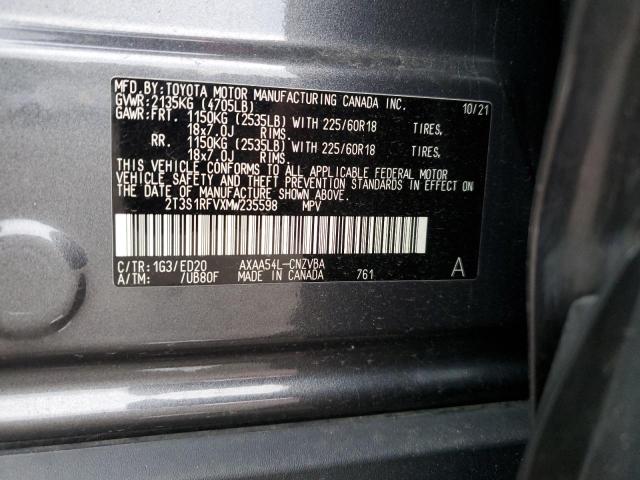 MFD. BY: TOYOTA MOTOR MANUFACTURING CANADA INC. 10/21
GVWR: 2135KG (4705LB)
GAWR: FRT. 1150KG (2535LB) WITH 225/60R18 TIRES,
18x7.0J RIMS.
RR. 1150KG (2535LB) WITH 225/60R18 TIRES,
18x7.0J RIMS.
THIS VEHICLE CONFORMS TO ALL APPLICABLE FEDERAL MOTOR
VEHICLE SAFETY AND THEFT PREVENTION STANDARDS IN EFFECT ON
THE DATE OF MANUFACTURE SHOWN ABOVE.
2T3S1RFVXMW235598 MPV
C/TR: 1G3/ED20 AXAA54L-CNZVBA A
A/TM: /UB80F MADE IN CANADA 761